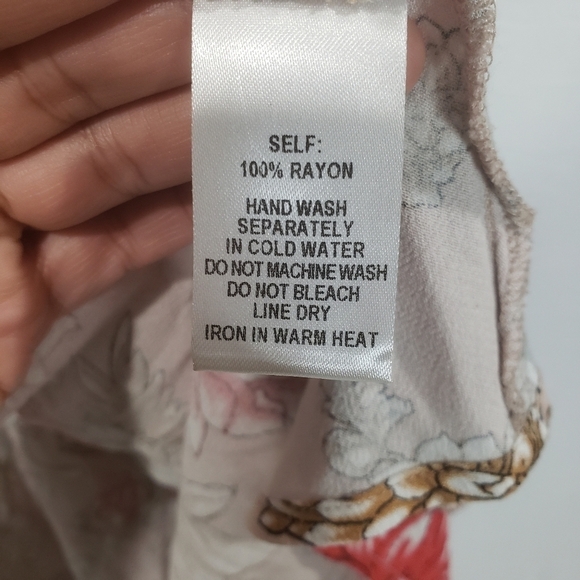 SELF:
100% RAYON
HAND WASH
SEPARATELY
IN COLD WATER
DO NOT MACHINE WASH
DO NOT BLEACH
LINE DRY
IRON IN WARM HEAT